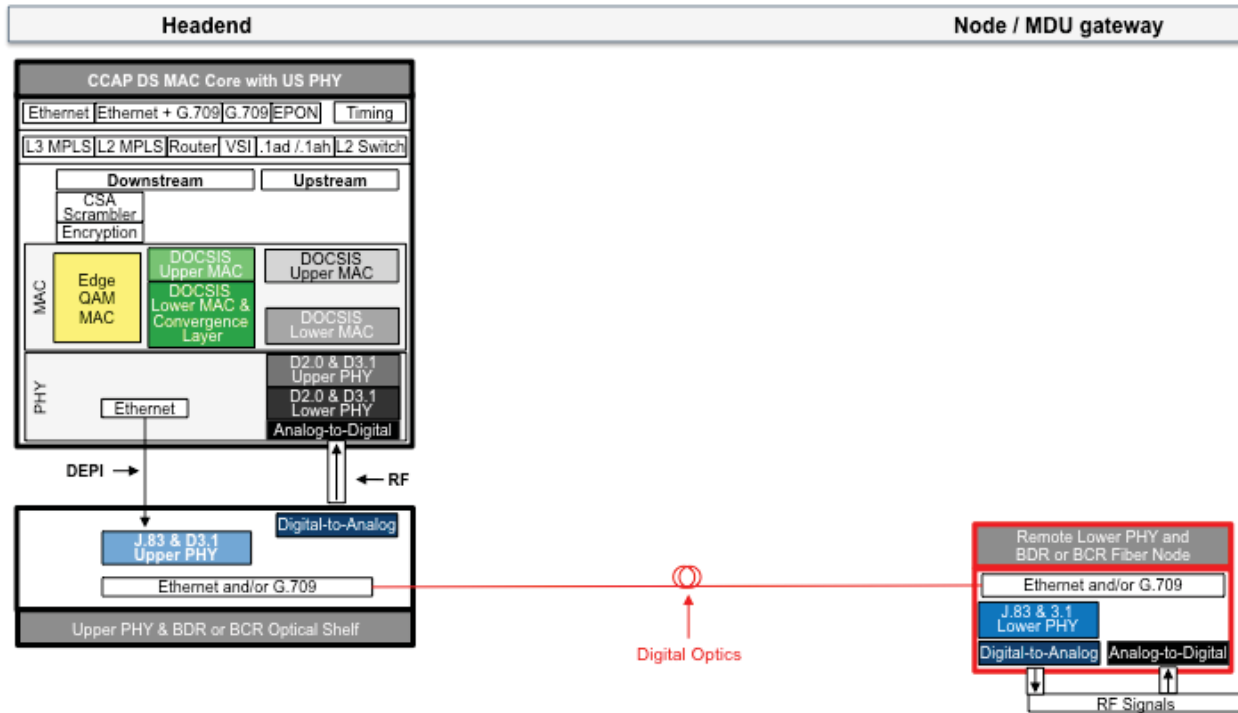 Headend
Node / MDU gateway
CCAP DS MAC Core with US PHY
Ethernet
Ethernet + G.709
G.709
EPON
Timing
L3 MPLS
L2 MPLS
Router
VSI
.1ad /.1ah
L2 Switch
Downstream
Upstream
CSA
Scrambler
Encryption
MAC
Edge
QAM
MAC
DOCSIS
Upper MAC
DOCSIS
Lower MAC &
Convergence
Layer
DOCSIS
Upper MAC
DOCSIS
Lower MAC
PHY
Ethernet
D2.0 & D3.1
Upper PHY
D2.0 & D3.1
Lower PHY
Analog-to-Digital
DEPI
RF
Digital-to-Analog
J.83 & D3.1
Upper PHY
Ethernet and/or G.709
Upper PHY & BDR or BCR Optical Shelf
Digital Optics
Remote Lower PHY and
BDR or BCR Fiber Node
Ethernet and/or G.709
J.83 & 3.1
Lower PHY
Digital-to-Analog
Analog-to-Digital
RF Signals